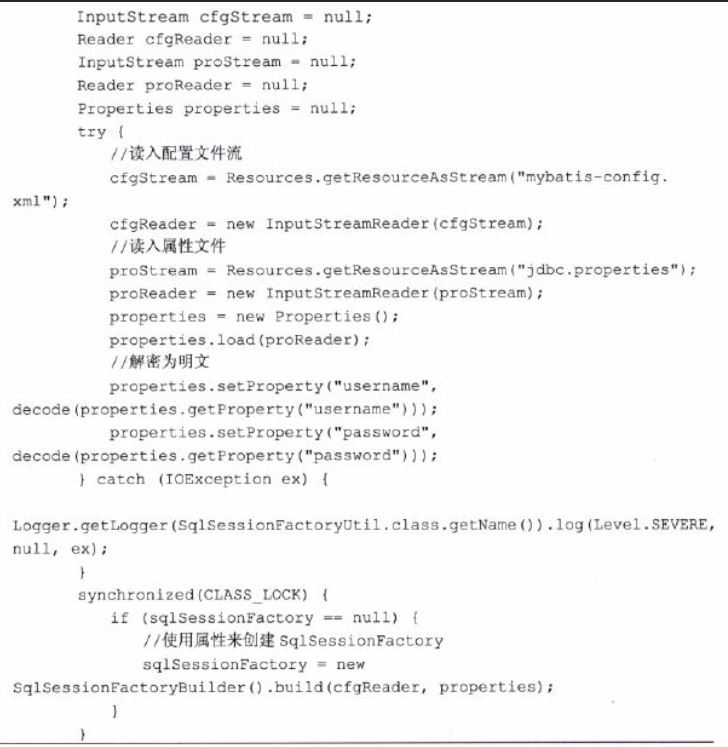 InputStream cfgStream = null;
Reader cfgReader = null;
InputStream proStream = null;
Reader proReader = null;
Properties properties = null;
try {
//读入配置文件流
cfgStream = Resources.getResourceAsStream("mybatis-config.
xml");
cfgReader = new InputStreamReader(cfgStream);
//读入属性文件
proStream = Resources.getResourceAsStream("jdbc.properties");
proReader = new InputStreamReader(proStream);
properties = new Properties();
properties.load(proReader);
//解密为明文
properties.setProperty("username",
decode(properties.getProperty("username")));
properties.setProperty("password",
decode(properties.getProperty("password")));
} catch (IOException ex) {
Logger.getLogger(SqlSessionFactoryUtil.class.getName()).log(Level.SEVERE,
null, ex);
}
synchronized(CLASS_LOCK) {
if (sqlSessionFactory == null) {
//使用属性来创建 SqlSessionFactory
sqlSessionFactory = new
SqlSessionFactoryBuilder().build(cfgReader, properties);
}
}